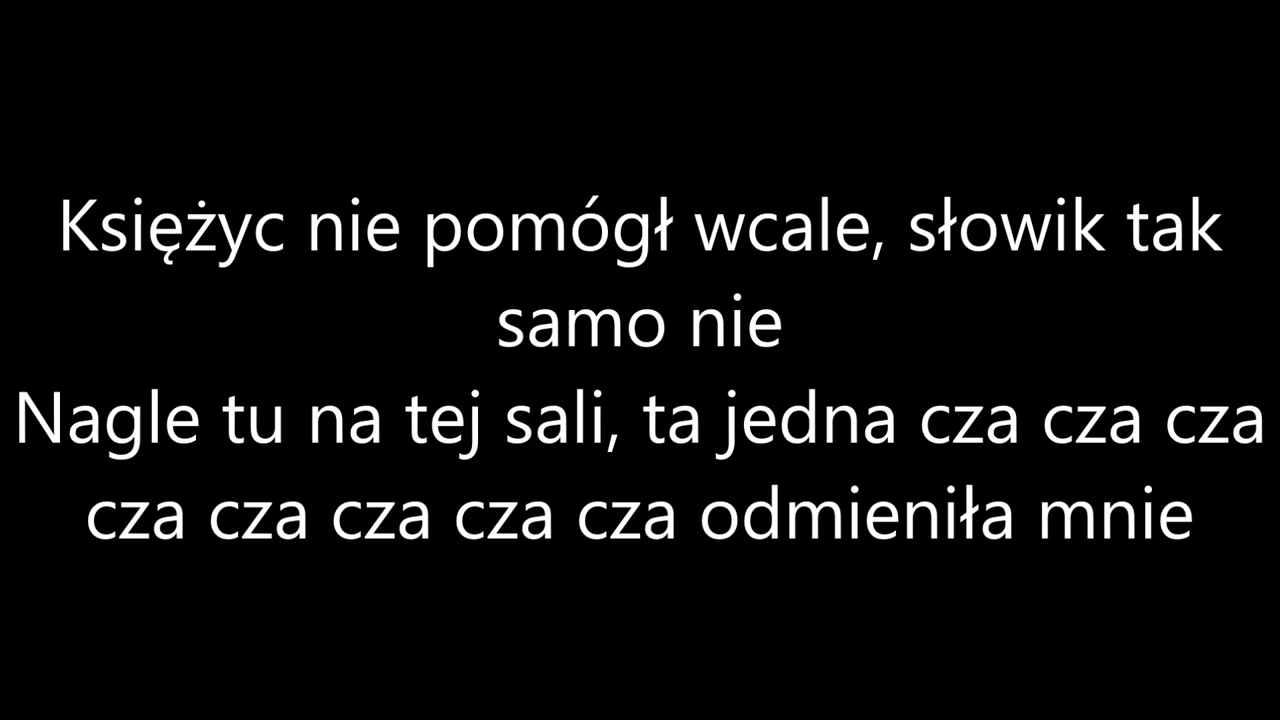 Księżyc nie pomógł wcale, słowik tak
samo nie
Nagle tu na tej sali, ta jedna cza cza cza
cza cza cza cza cza odmieniła mnie